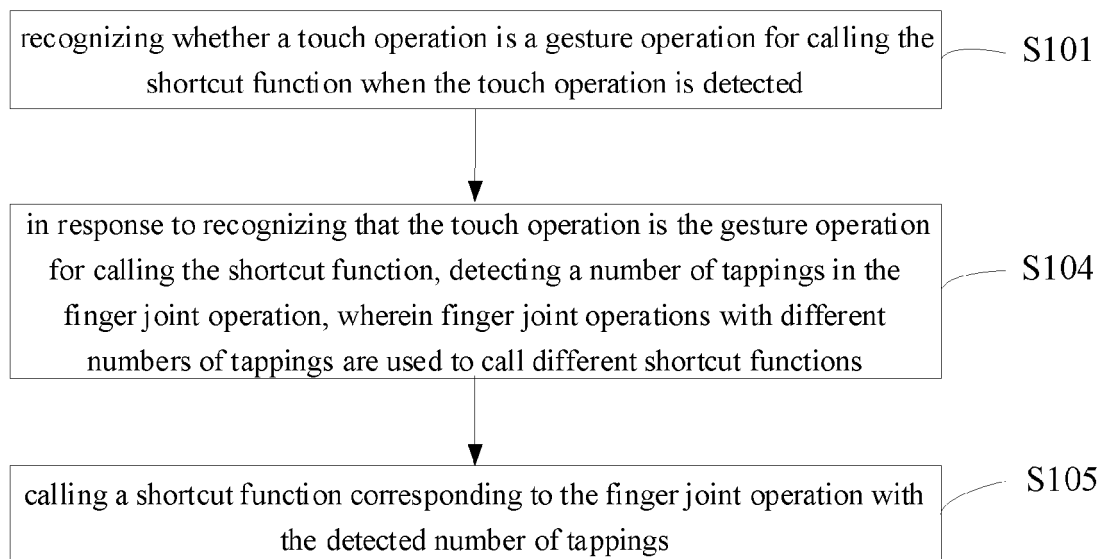 recognizing whether a touch operation is a gesture operation for calling the
shortcut function when the touch operation is detected
S101
in response to recognizing that the touch operation is the gesture operation
for calling the shortcut function, detecting a number of tappings in the
finger joint operation, wherein finger joint operations with different
numbers of tappings are used to call different shortcut functions
S104
calling a shortcut function corresponding to the finger joint operation with
the detected number of tappings
S105